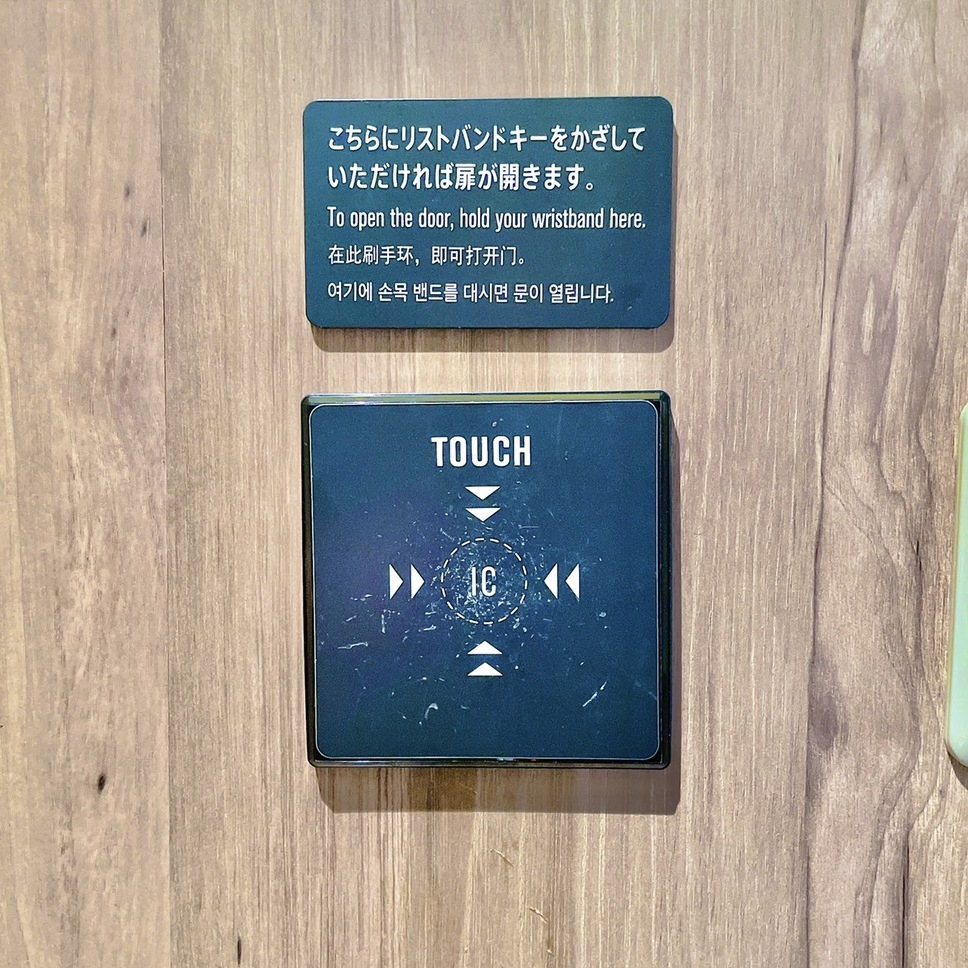 こちらにリストバンドキーをかざして
いただければ扉が開きます。
To open the door, hold your wristband here.
在此刷手环，即可打开门。
여기에 손목 밴드를 대시면 문이 열립니다.
TOUCH
IC